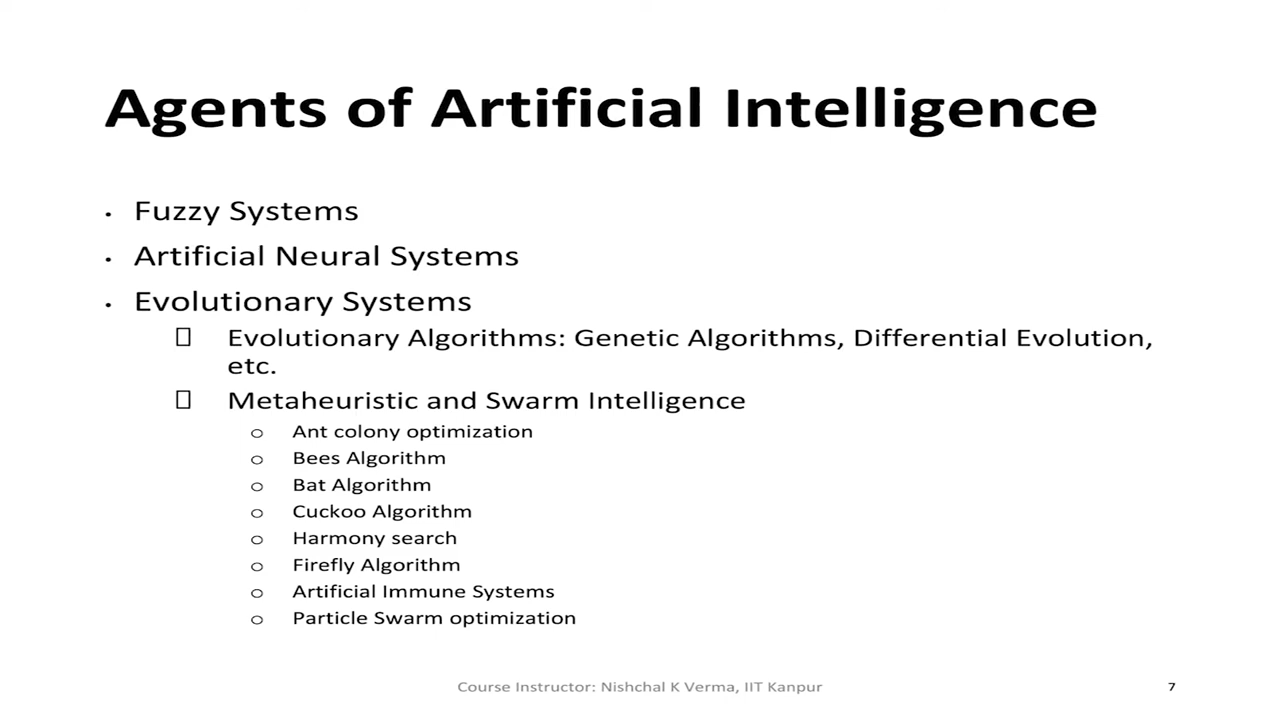 Agents of Artificial Intelligence
• Fuzzy Systems
• Artificial Neural Systems
• Evolutionary Systems
Evolutionary Algorithms: Genetic Algorithms, Differential Evolution,
etc.
Metaheuristic and Swarm Intelligence
o Ant colony optimization
o Bees Algorithm
o Bat Algorithm
o Cuckoo Algorithm
o Harmony search
o Firefly Algorithm
o Artificial Immune Systems
o Particle Swarm optimization
Course Instructor: Nishchal K Verma, IIT Kanpur
7